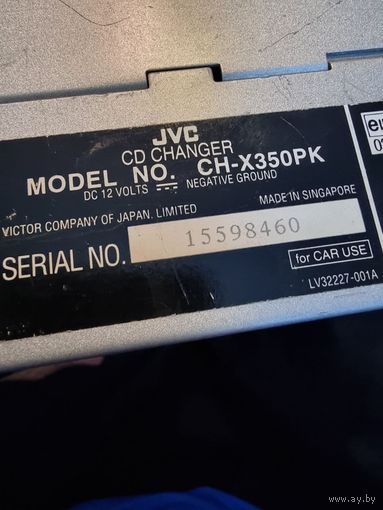 JVC
CD CHANGER
MODEL NO. CH-X350PK
DC 12 VOLTS NEGATIVE GROUND
VICTOR COMPANY OF JAPAN. LIMITED MADE IN SINGAPORE
SERIAL NO. 15598460
for CAR USE
LV32227-001A
www.ay.by